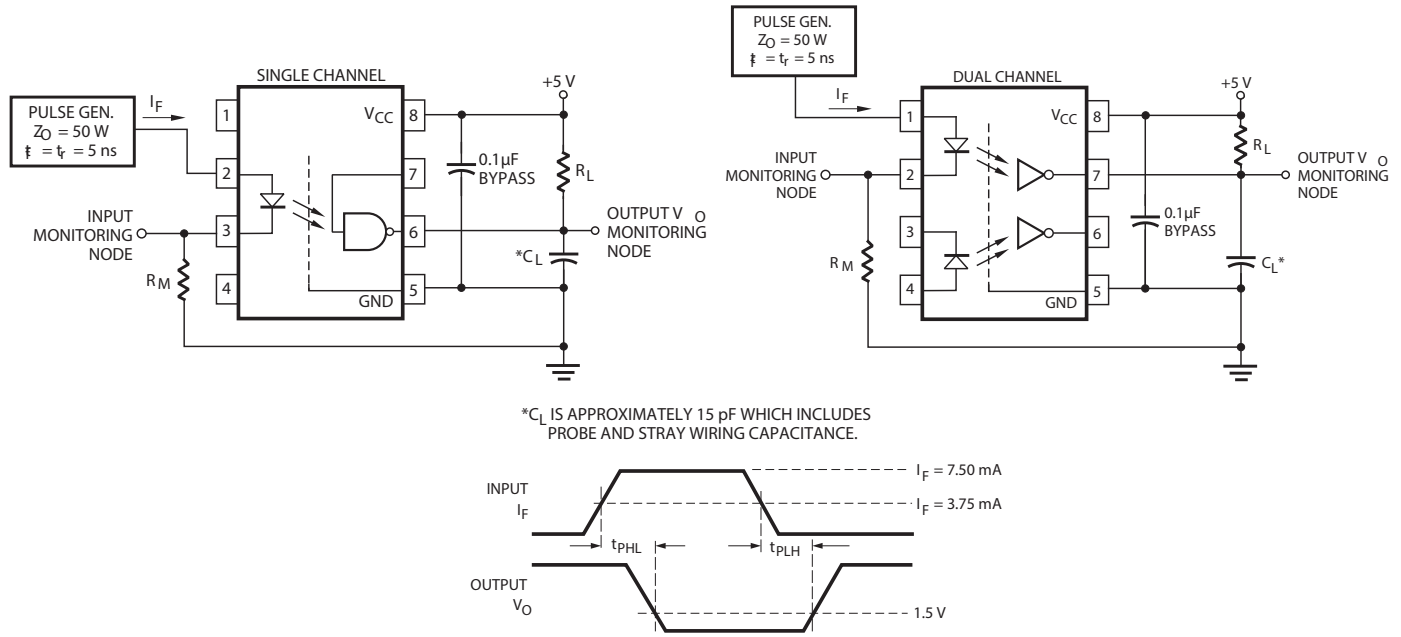 PULSE GEN.
ZO = 50 W
tf = tr = 5 ns
IF
SINGLE CHANNEL
1
2
3
4
VCC
8
7
6
5
GND
+5 V
0.1µF
BYPASS
RL
OUTPUT V O
MONITORING
NODE
*CL
INPUT
MONITORING
NODE
RM
PULSE GEN.
ZO = 50 W
tf = tr = 5 ns
IF
DUAL CHANNEL
1
2
3
4
VCC
8
7
6
5
GND
+5 V
RL
OUTPUT V O
MONITORING
NODE
0.1µF
BYPASS
CL*
INPUT
MONITORING
NODE
RM
*CL IS APPROXIMATELY 15 pF WHICH INCLUDES
PROBE AND STRAY WIRING CAPACITANCE.
INPUT
IF
IF = 7.50 mA
IF = 3.75 mA
tPHL
tPLH
OUTPUT
VO
1.5 V